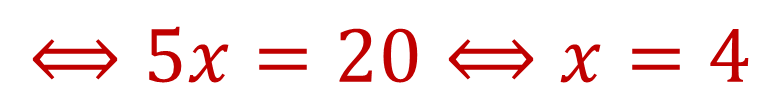 ⟺ 5𝑥 = 20 ⟺ 𝑥 = 4